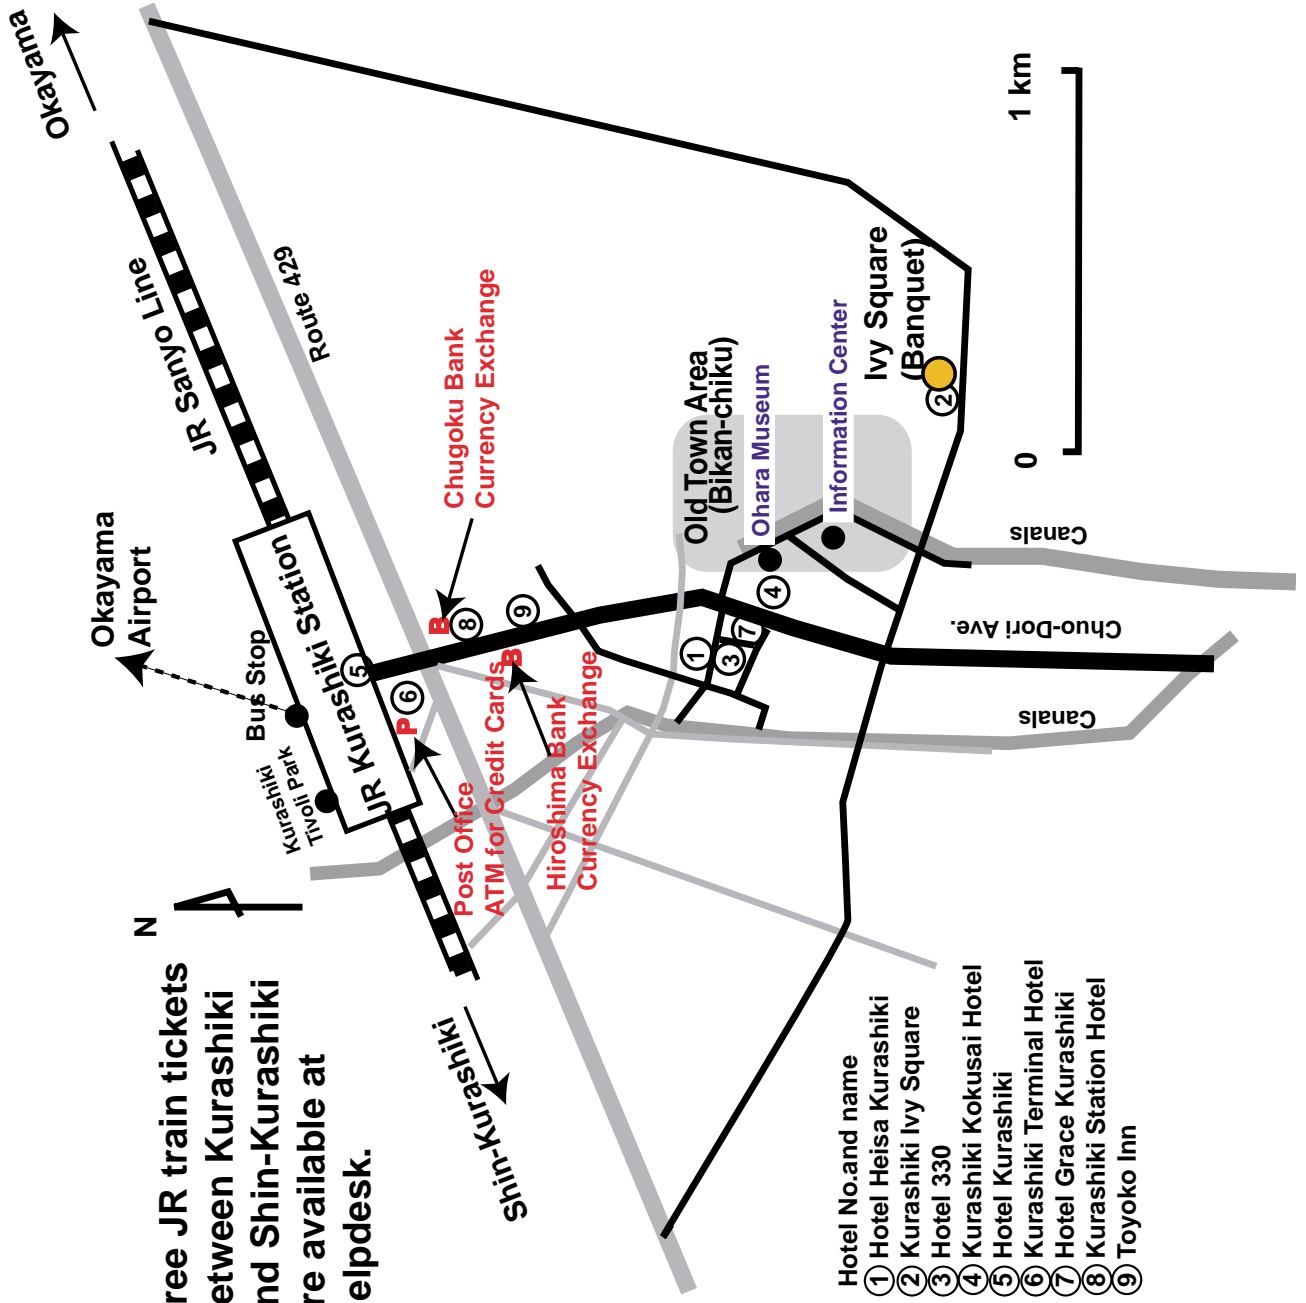 ree JR train tickets
etween Kurashiki
nd Shin-Kurashiki
re available at
elpdesk.
N
Okayama
Airport
Okayama
Bus Stop
Kurashiki
Tivoli Park
JR Kurashiki Station
JR Sanyo Line
Route 429
Shin-Kurashiki
5
6
P
B
8
9
B
Post Office
ATM for Credit Cards
Hiroshima Bank
Currency Exchange
Chugoku Bank
Currency Exchange
Old Town Area
(Bikan-chiku)
Ohara Museum
Information Center
Ivy Square
(Banquet)
1
3
7
4
2
Canals
Chuo-Dori Ave.
Canals
0
1 km
Hotel No.and name
1 Hotel Heisa Kurashiki
2 Kurashiki Ivy Square
3 Hotel 330
4 Kurashiki Kokusai Hotel
5 Hotel Kurashiki
6 Kurashiki Terminal Hotel
7 Hotel Grace Kurashiki
8 Kurashiki Station Hotel
9 Toyoko Inn